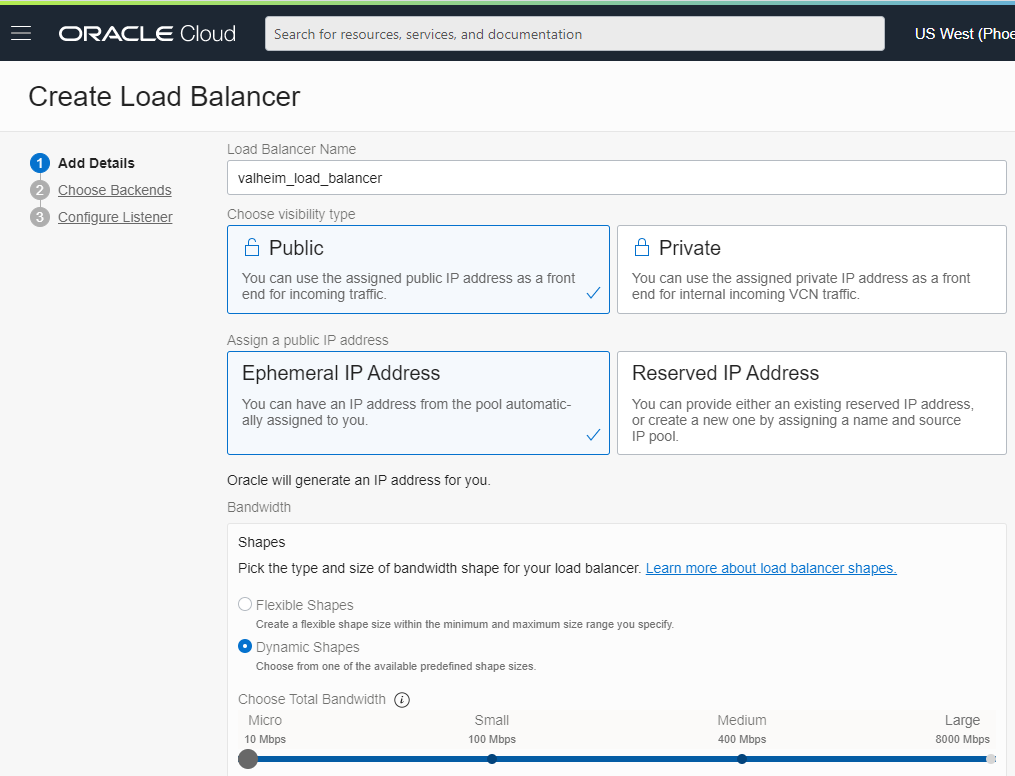 ORACLE Cloud
Search for resources, services, and documentation
US West (Phoe
Create Load Balancer
1 Add Details
2 Choose Backends
3 Configure Listener
Load Balancer Name
valheim_load_balancer
Choose visibility type
Public
You can use the assigned public IP address as a front
end for incoming traffic.
Private
You can use the assigned private IP address as a front
end for internal incoming VCN traffic.
Assign a public IP address
Ephemeral IP Address
You can have an IP address from the pool automatic-
ally assigned to you.
Reserved IP Address
You can provide either an existing reserved IP address,
or create a new one by assigning a name and source
IP pool.
Oracle will generate an IP address for you.
Bandwidth
Shapes
Pick the type and size of bandwidth shape for your load balancer. Learn more about load balancer shapes.
Flexible Shapes
Create a flexible shape size within the minimum and maximum size range you specify.
Dynamic Shapes
Choose from one of the available predefined shape sizes.
Choose Total Bandwidth i
Micro Small Medium Large
10 Mbps 100 Mbps 400 Mbps 8000 Mbps